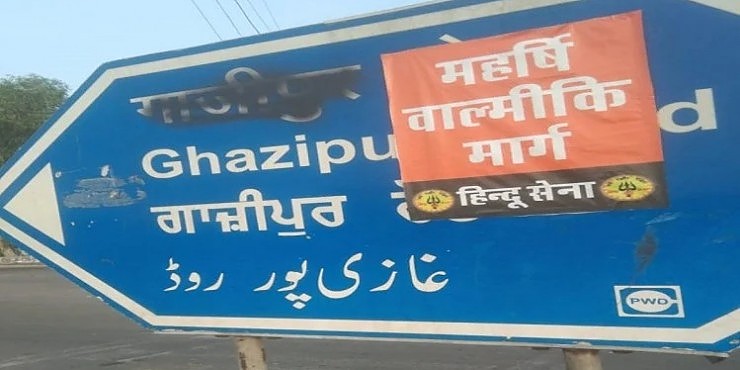 गाजीपुर
Ghazipu d
ਗਾਜ਼ੀਪੁਰ
غازی پور روڈ
महर्षि
वाल्मीकि
मार्ग
हिन्दू सेना
PWD